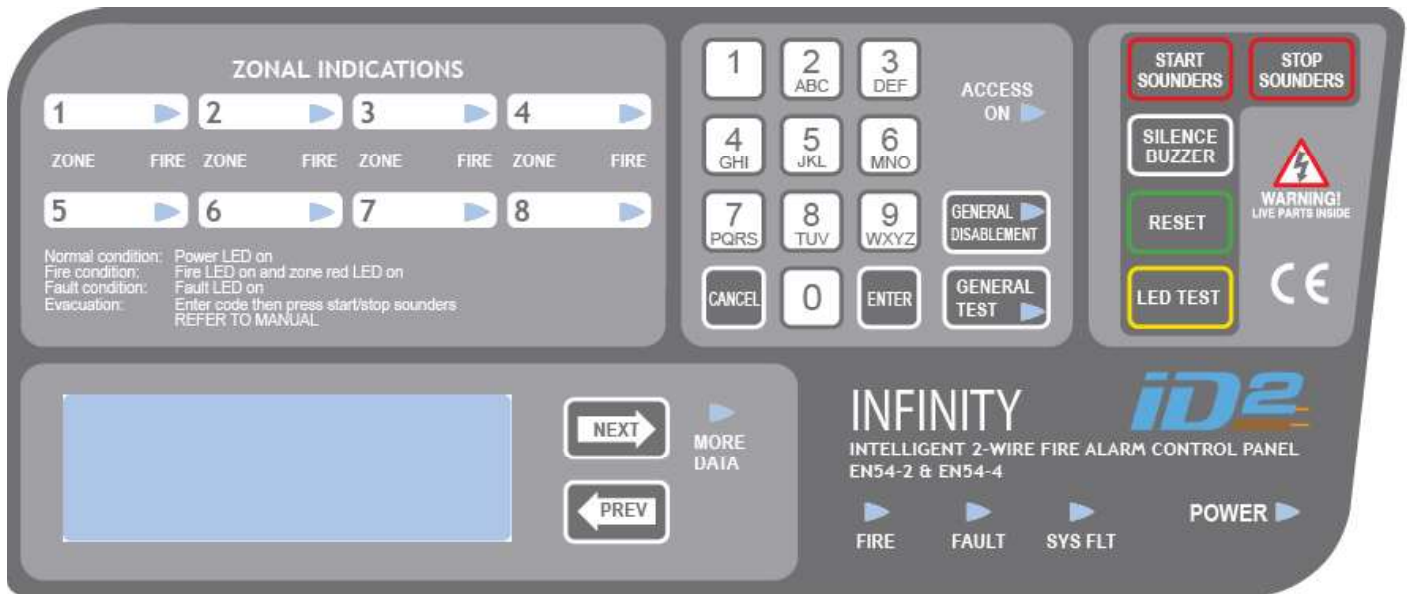 ZONAL INDICATIONS
1 2 3 4
ZONE FIRE ZONE FIRE ZONE FIRE ZONE FIRE
5 6 7 8
Normal condition: Power LED on
Fire condition: Fire LED on and zone red LED on
Fault condition: Fault LED on
Evacuation: Enter code then press start/stop sounders
REFER TO MANUAL
1
2
ABC
3
DEF
4
GHI
5
JKL
6
MNO
7
PQRS
8
TUV
9
WXYZ
CANCEL
0
ENTER
ACCESS
ON
GENERAL
DISABLEMENT
GENERAL
TEST
START
SOUNDERS
STOP
SOUNDERS
SILENCE
BUZZER
RESET
LED TEST
WARNING!
LIVE PARTS INSIDE
CE
NEXT
PREV
MORE
DATA
INFINITY
iD2
INTELLIGENT 2-WIRE FIRE ALARM CONTROL PANEL
EN54-2 & EN54-4
FIRE
FAULT
SYS FLT
POWER